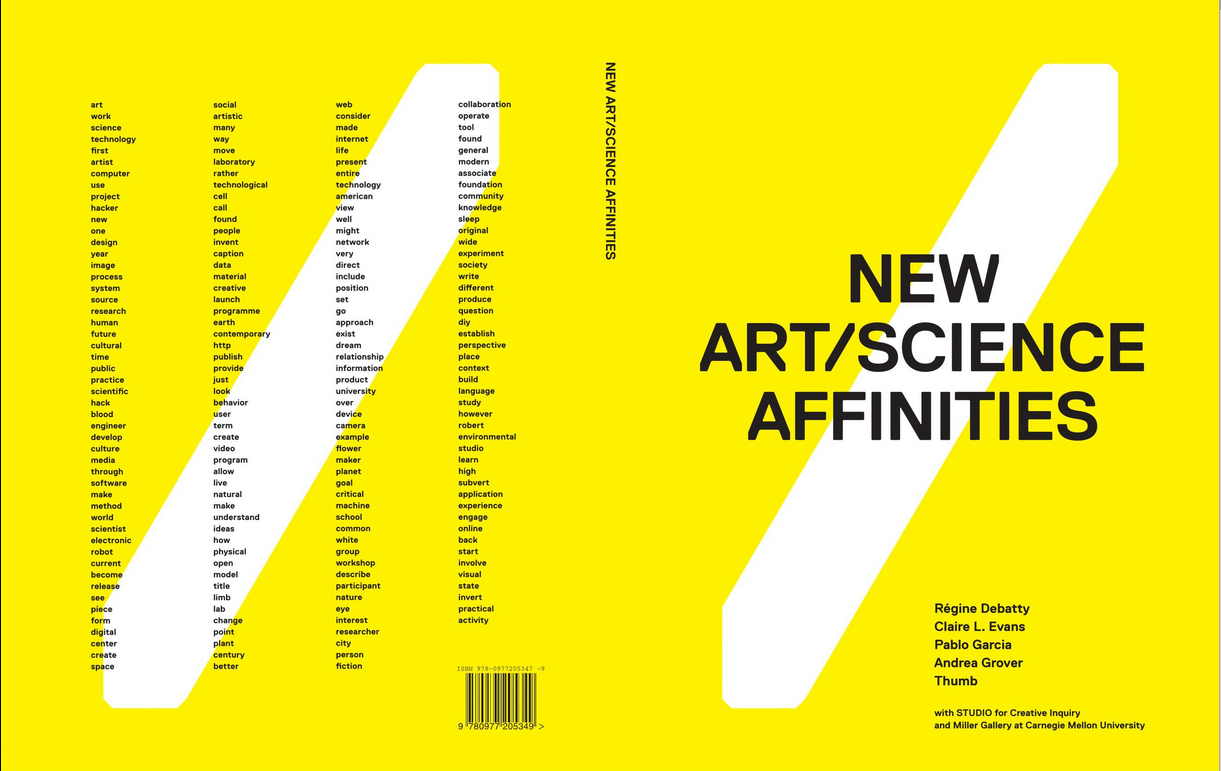 art
work
science
technology
first
artist
computer
use
project
hacker
new
one
design
year
image
process
system
source
research
human
future
cultural
time
public
practice
scientific
hack
blood
engineer
develop
culture
media
through
software
make
method
world
scientist
electronic
robot
current
become
release
see
piece
form
digital
center
create
space
social
artistic
many
way
move
laboratory
rather
technological
cell
call
found
people
invent
caption
data
material
creative
launch
programme
earth
contemporary
http
publish
provide
just
look
behavior
user
term
create
video
program
allow
live
natural
make
understand
ideas
how
physical
open
model
title
limb
lab
change
point
plant
century
better
web
consider
made
internet
life
present
entire
technology
american
view
well
might
network
very
direct
include
position
set
go
approach
exist
dream
relationship
information
product
university
over
device
camera
example
flower
maker
planet
goal
critical
machine
school
common
white
group
workshop
describe
participant
nature
eye
interest
researcher
city
person
fiction
collaboration
operate
tool
found
general
modern
associate
foundation
community
knowledge
sleep
original
wide
experiment
society
write
different
produce
question
diy
establish
perspective
place
context
build
language
study
however
robert
environmental
studio
learn
high
subvert
application
experience
engage
online
back
start
involve
visual
state
invert
practical
activity
ISBN 978-0977205347 -9
9 780977 205349 >
NEW ART/SCIENCE AFFINITIES
NEW
ART/SCIENCE
AFFINITIES
Régine Debatty
Claire L. Evans
Pablo Garcia
Andrea Grover
Thumb
with STUDIO for Creative Inquiry
and Miller Gallery at Carnegie Mellon University